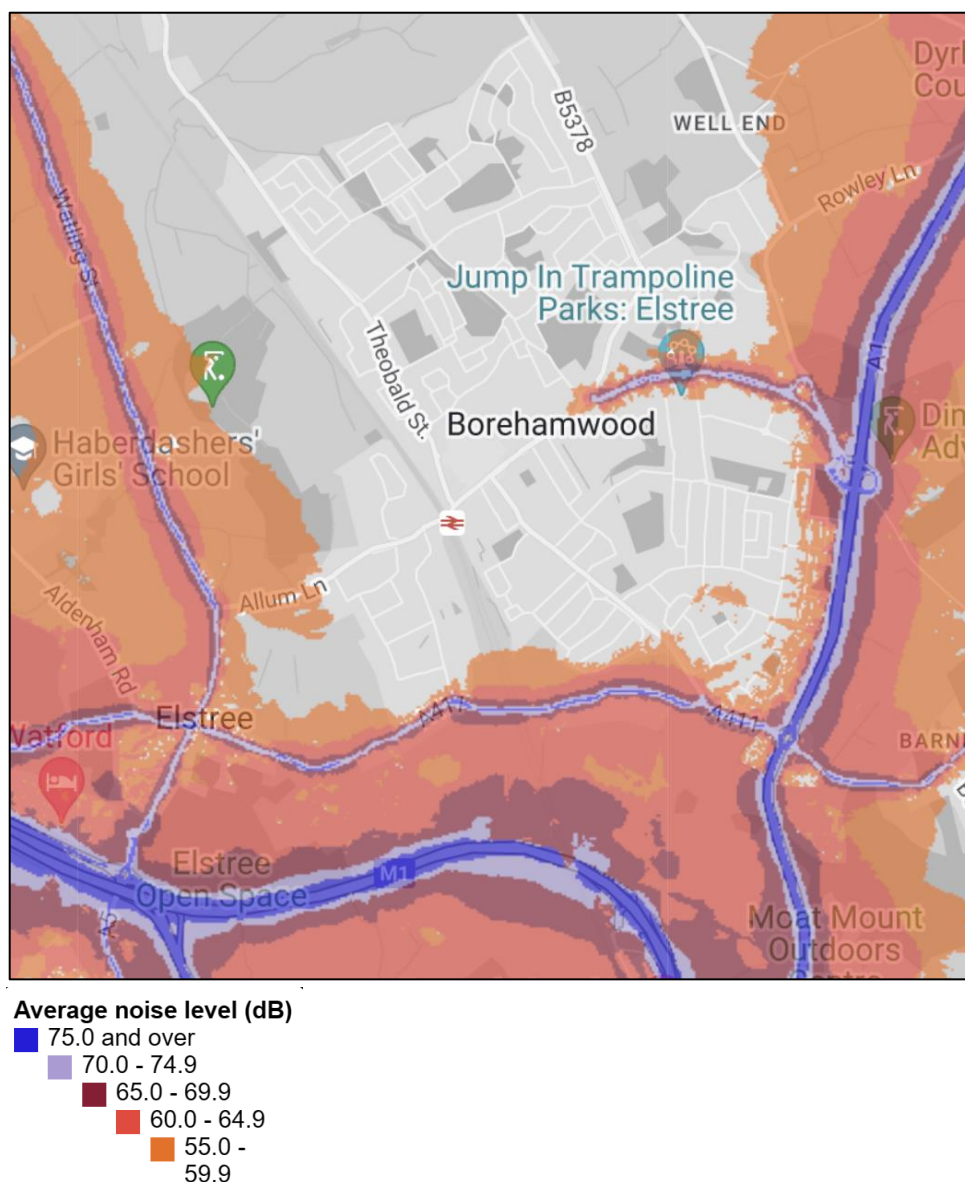 Dyrl
Cou
B5378
WELL END
Rowley Ln
Watling St
Jump In Trampoline
Parks: Elstree
A1
Theobald St.
Borehamwood
Din
Adv
Haberdashers'
Girls' School
Allum Ln
Aldenham Rd
Elstree
A411
A411
Watford
BARN
M1
Elstree
Open Space
A5
Moat Mount
Outdoors
Centre
Average noise level (dB)
75.0 and over
70.0 - 74.9
65.0 - 69.9
60.0 - 64.9
55.0 -
59.9